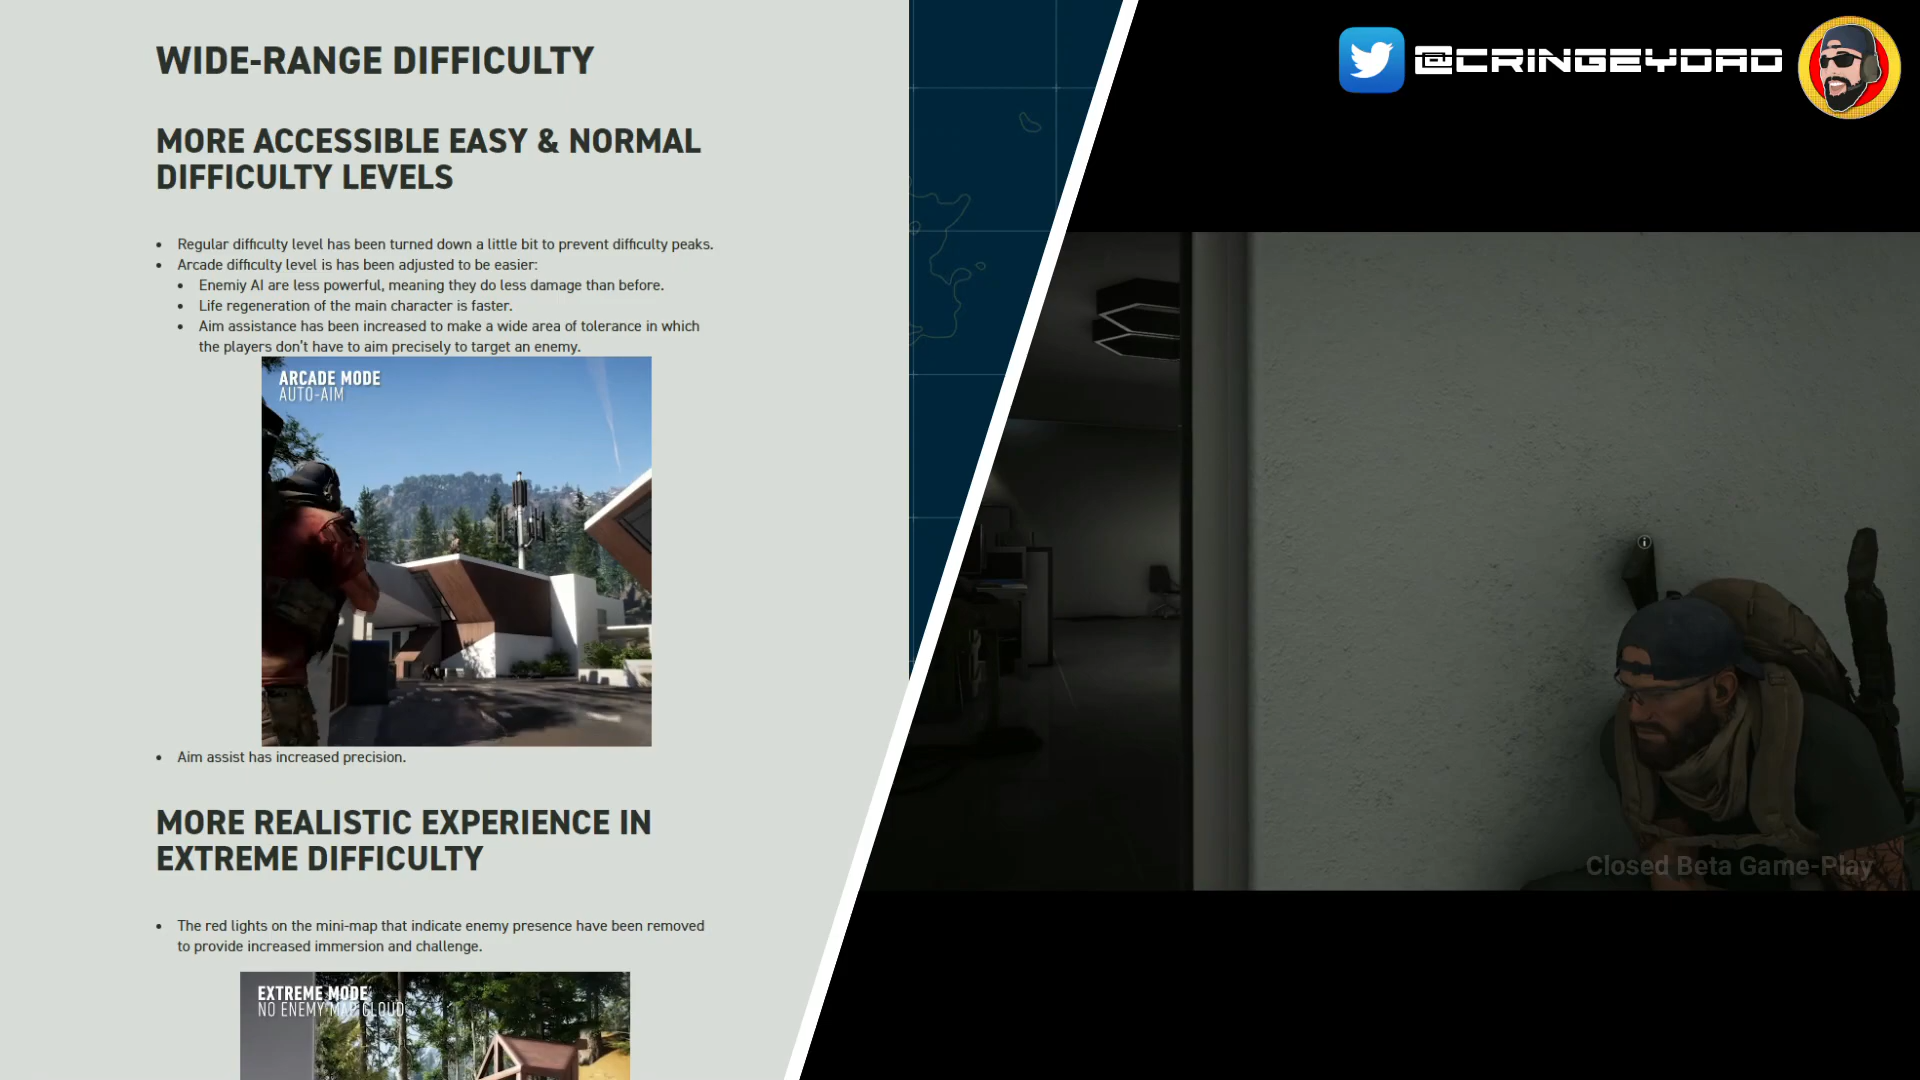 WIDE-RANGE DIFFICULTY
MORE ACCESSIBLE EASY & NORMAL
DIFFICULTY LEVELS
• Regular difficulty level has been turned down a little bit to prevent difficulty peaks.
• Arcade difficulty level is has been adjusted to be easier:
• Enemiy AI are less powerful, meaning they do less damage than before.
• Life regeneration of the main character is faster.
• Aim assistance has been increased to make a wide area of tolerance in which
the players don't have to aim precisely to target an enemy.
ARCADE MODE
AUTO-AIM
• Aim assist has increased precision.
MORE REALISTIC EXPERIENCE IN
EXTREME DIFFICULTY
• The red lights on the mini-map that indicate enemy presence have been removed
to provide increased immersion and challenge.
EXTREME MODE
NO ENEMY MAP CLOUD
@CRINGEYDAD
Closed Beta Game-Play